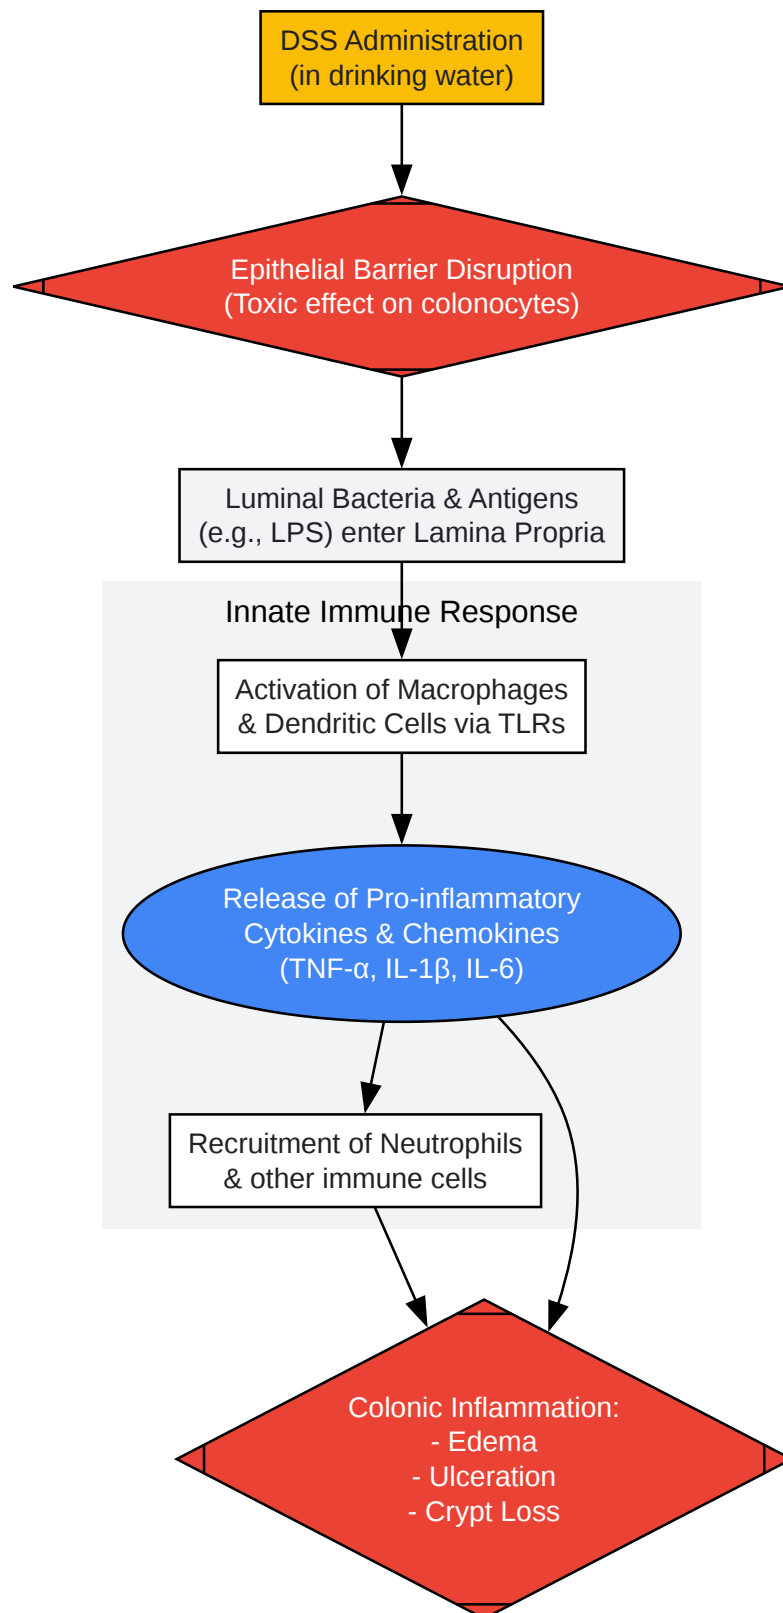 DSS Administration
(in drinking water)
Epithelial Barrier Disruption
(Toxic effect on colonocytes)
Luminal Bacteria & Antigens
(e.g., LPS) enter Lamina Propria
Innate Immune Response
Activation of Macrophages
& Dendritic Cells via TLRs
Release of Pro-inflammatory
Cytokines & Chemokines
(TNF-α, IL-1β, IL-6)
Recruitment of Neutrophils
& other immune cells
Colonic Inflammation:
- Edema
- Ulceration
- Crypt Loss